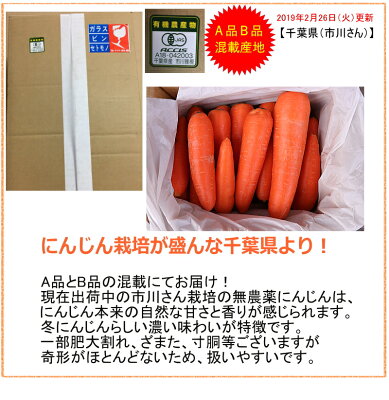 ガラス
ビン
セトモノ
有機農産物
JAS
ACCIS
A18-042003
A品B品
混載産地
2019年2月26日(火)更新
【千葉県(市川さん)】
にんじん栽培が盛んな千葉県より！
A品とB品の混載にてお届け！
現在出荷中の市川さん栽培の無農薬にんじんは、
にんじん本来の自然な甘さと香りが感じられます。
冬にんじんらしい濃い味わいが特徴です。
一部肥大割れ、ざまた、寸胴等ございますが
奇形がほとんどないため、扱いやすいです。